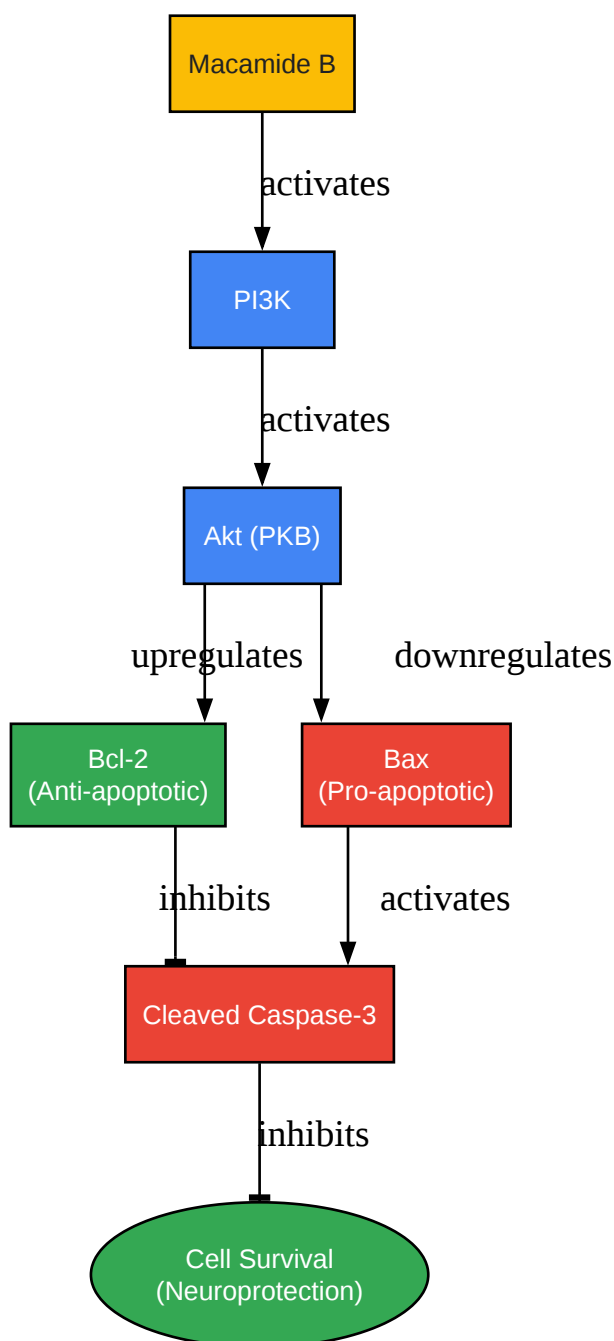 Macamide B
activates
PI3K
activates
Akt (PKB)
upregulates
downregulates
Bcl-2
(Anti-apoptotic)
Bax
(Pro-apoptotic)
inhibits
activates
Cleaved Caspase-3
inhibits
Cell Survival
(Neuroprotection)